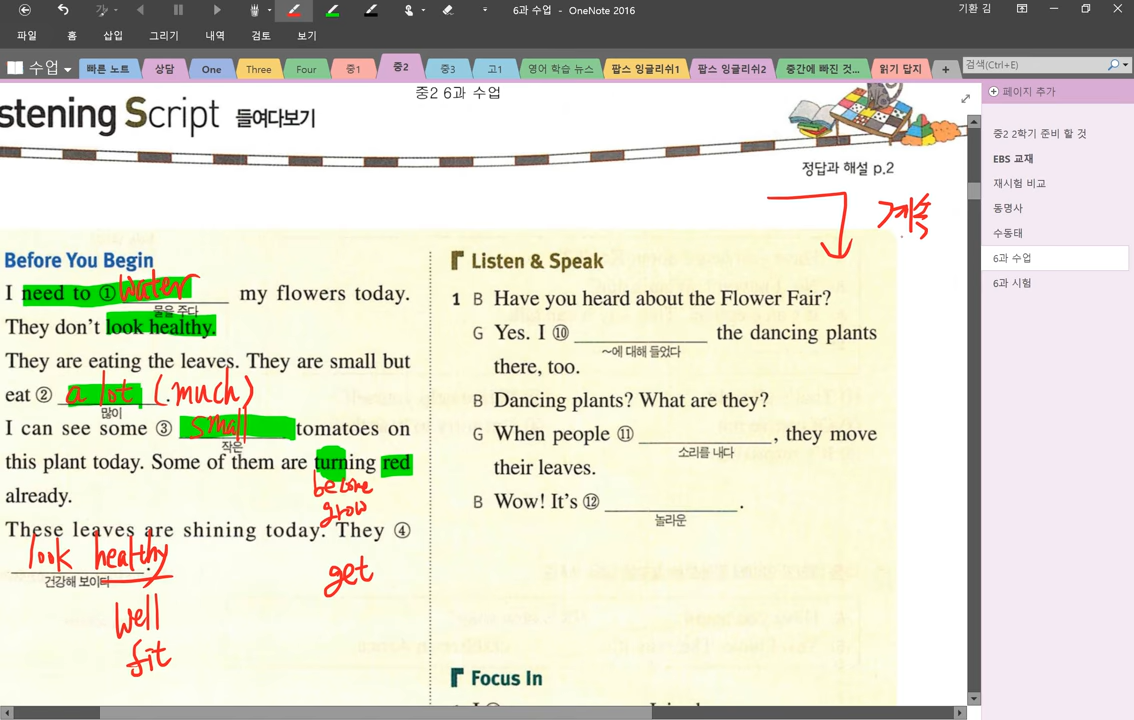 6과 수업 - OneNote 2016
기환 김
파일 홈 삽입 그리기 내역 검토 보기
수업 빠른 노트 상담 One Three Four 중1 중2 중3 고1 영어 학습 뉴스 팝스 잉글리쉬1 팝스 잉글리쉬2 중간에 빠진 것... 읽기 답지
검색(Ctrl+E)
페이지 추가
중2 2학기 준비 할 것
EBS 교재
재시험 비교
동명사
수동태
6과 수업
6과 시험
중2 6과 수업
stening Script 들여다보기
정답과 해설 p.2
계속
Before You Begin
I need to ① water my flowers today.
물을 주다
They don't look healthy.
They are eating the leaves. They are small but
eat ② a lot (much).
많이
I can see some ③ small tomatoes on
작은
this plant today. Some of them are turning red
become
already.
grow
These leaves are shining today. They ④
look healthy.
get
건강해 보이다
well
fit
Listen & Speak
1 B Have you heard about the Flower Fair?
G Yes. I ⑩ ____ the dancing plants
~에 대해 들었다
there, too.
B Dancing plants? What are they?
G When people ⑪ ____, they move
소리를 내다
their leaves.
B Wow! It's ⑫ ____.
놀라운
Focus In